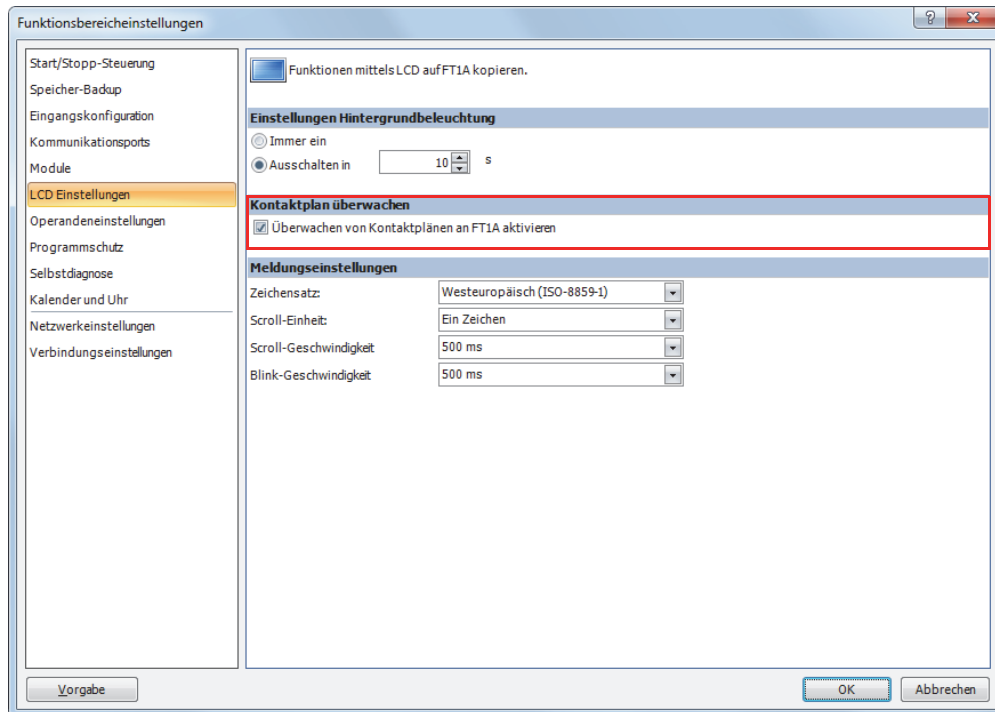 Funktionsbereicheinstellungen
Start/Stopp-Steuerung
Speicher-Backup
Eingangskonfiguration
Kommunikationsports
Module
LCD Einstellungen
Operandeneinstellungen
Programmschutz
Selbstdiagnose
Kalender und Uhr
Netzwerkeinstellungen
Verbindungseinstellungen
Funktionen mittels LCD auf FT1A kopieren.
Einstellungen Hintergrundbeleuchtung
Immer ein
Ausschalten in 10 s
Kontaktplan überwachen
Überwachen von Kontaktplänen an FT1A aktivieren
Meldungseinstellungen
Zeichensatz: Westeuropäisch (ISO-8859-1)
Scroll-Einheit: Ein Zeichen
Scroll-Geschwindigkeit 500 ms
Blink-Geschwindigkeit 500 ms
Vorgabe OK Abbrechen